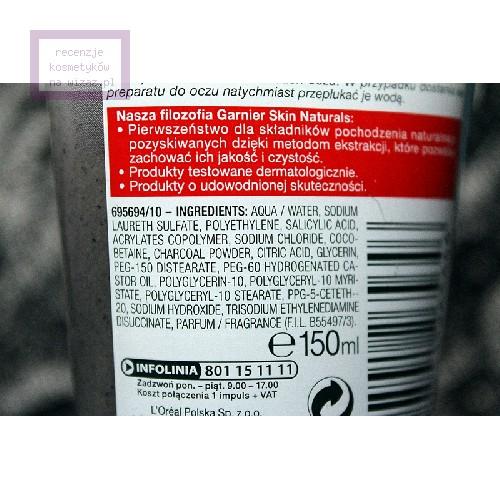 recenzje
kosmetyków
na wizaz.pl
W przypadku
preparatu do oczu natychmiast przepłukać je wodą.
Nasza filozofia Garnier Skin Naturals:
• Pierwszeństwo dla składników pochodzenia
pozyskiwanych dzięki metodom ekstrakcji, które
zachować ich jakość i czystość.
• Produkty testowane dermatologicznie.
• Produkty o udowodnionej skuteczności.
695694/10 – INGREDIENTS: AQUA / WATER, SODIUM
LAURETH SULFATE, POLYETHYLENE, SALICYLIC ACID,
ACRYLATES COPOLYMER, SODIUM CHLORIDE, COCO-
BETAINE, CHARCOAL POWDER, CITRIC ACID, GLYCERIN,
PEG-150 DISTEARATE, PEG-60 HYDROGENATED CA-
STOR OIL, POLYGLYCERIN-10, POLYGLYCERYL-10 MYRI-
STATE, POLYGLYCERYL-10 STEARATE, PPG-5-CETETH-
20, SODIUM HYDROXIDE, TRISODIUM ETHYLENEDIAMINE
DISUCCINATE, PARFUM / FRAGRANCE (F.I.L. B55497/3).
e 150ml
INFOLINIA 801 15 11 11
Zadzwoń pon. – piąt. 9.00 – 17.00
Koszt połączenia 1 impuls + VAT
L'Oréal Polska Sp. z o.o.